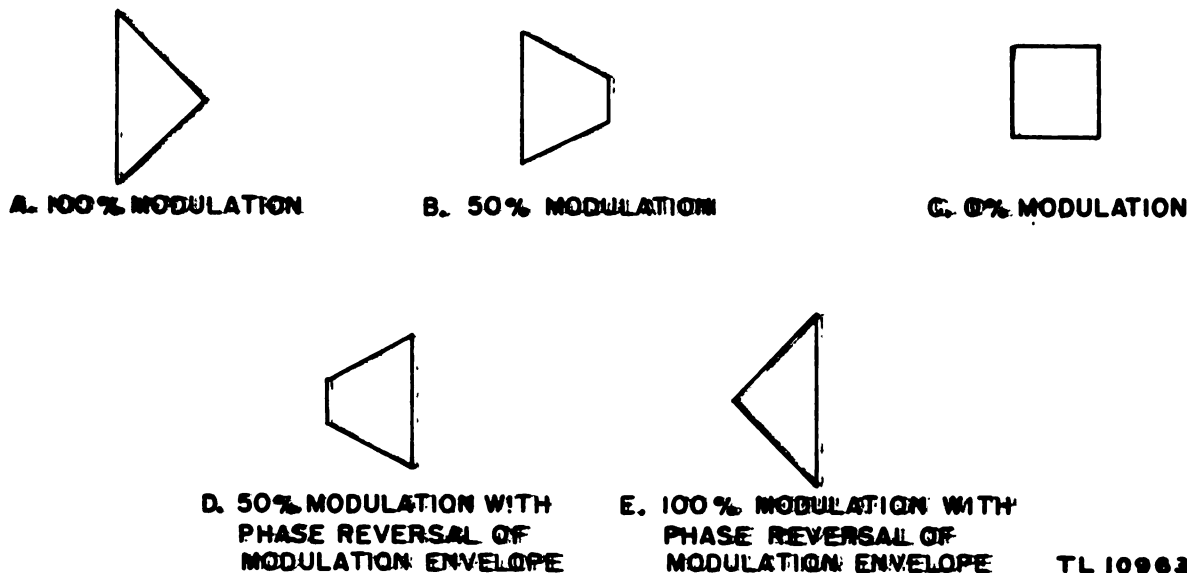 A. 100% MODULATION
B. 50% MODULATION
C. 0% MODULATION
D. 50% MODULATION WITH
PHASE REVERSAL OF
MODULATION ENVELOPE
E. 100% MODULATION WITH
PHASE REVERSAL OF
MODULATION ENVELOPE
TL 10963